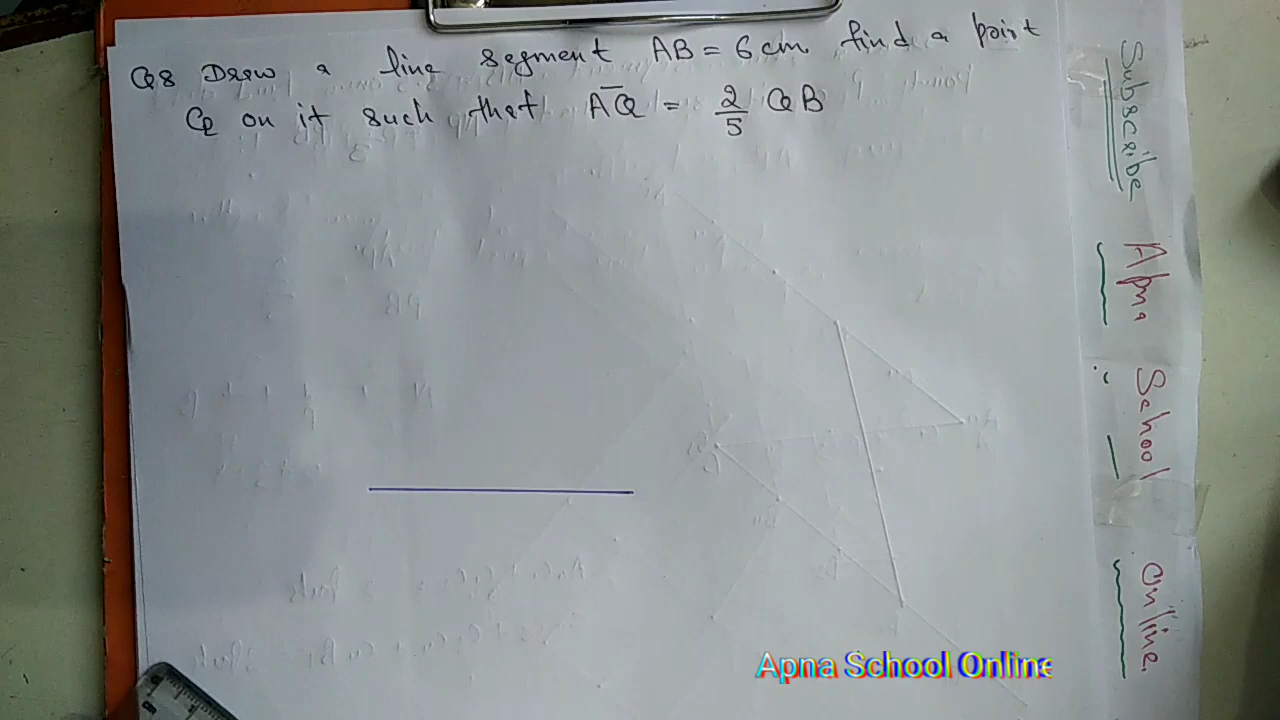 Q8 Draw a line segment AB = 6 cm find a point
Q on it such that AQ = 2/5 QB
Subscribe Apna School Online.
Apna School Online